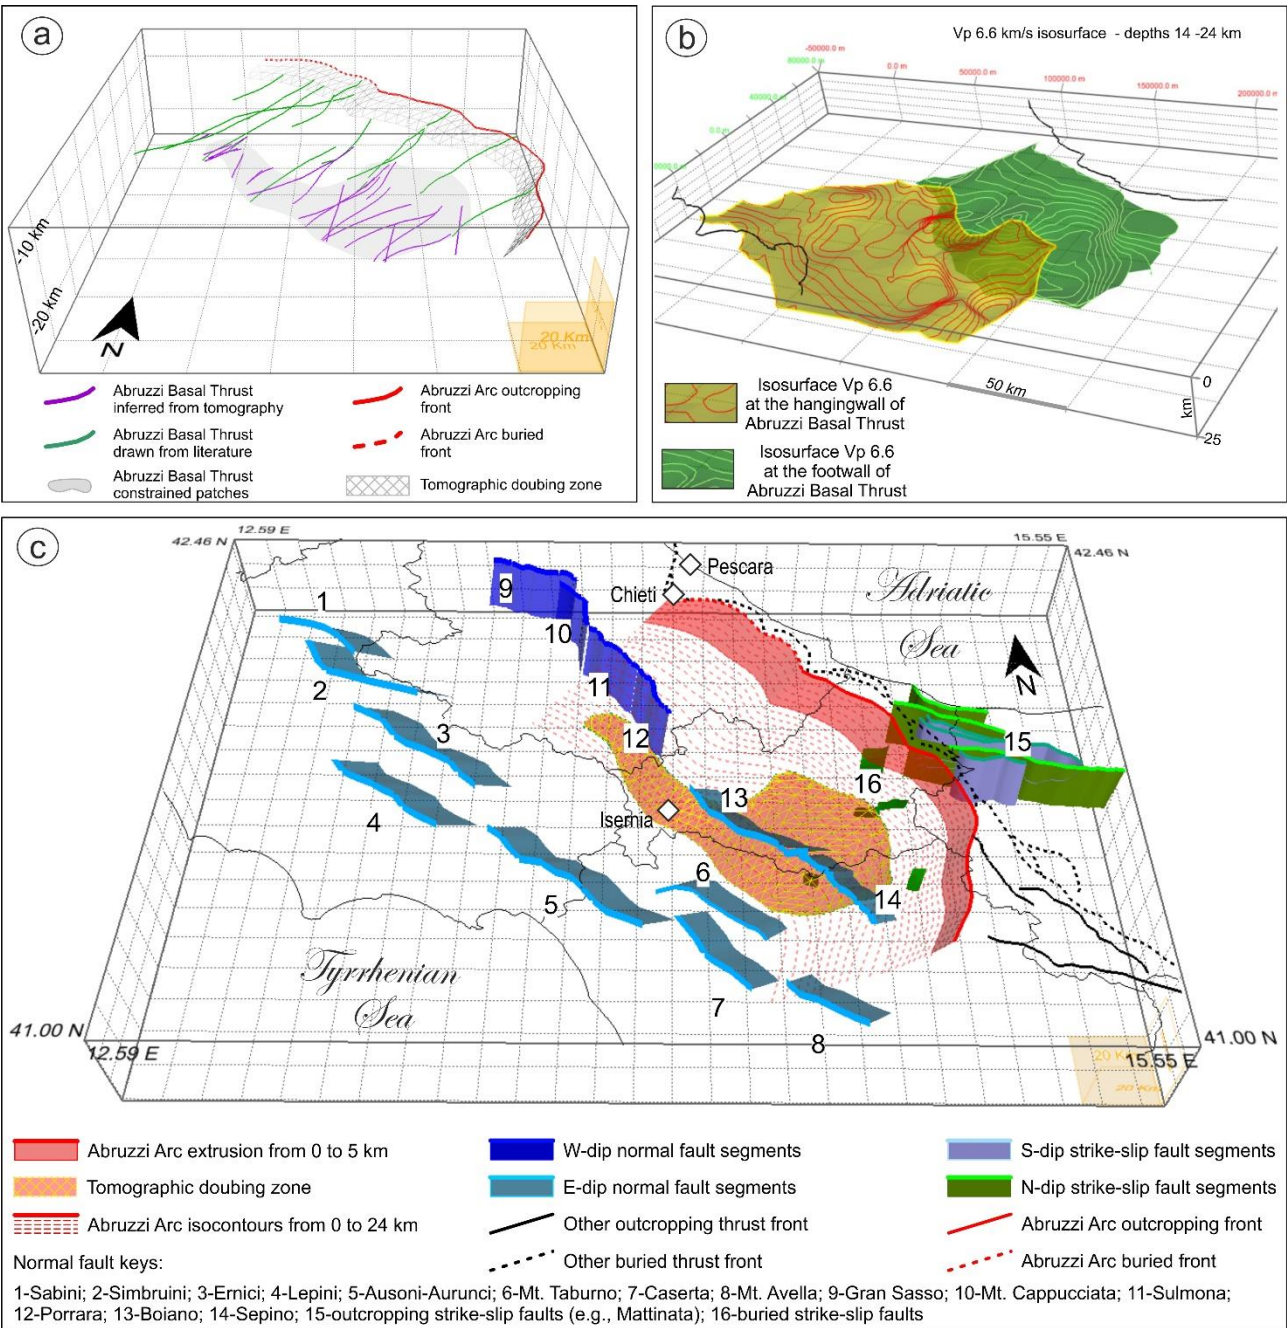 a
-10 km
-20 km
N
20 Km
20 Km
Abruzzi Basal Thrust
inferred from tomography
Abruzzi Basal Thrust
drawn from literature
Abruzzi Basal Thrust
constrained patches
Abruzzi Arc outcropping
front
Abruzzi Arc buried
front
Tomographic doubing zone
b
Vp 6.6 km/s isosurface - depths 14 -24 km
-50000.0 m
0.0 m
50000.0 m
100000.0 m
150000.0 m
200000.0 m
80000.0 m
40000.0 m
0.0 m
50 km
0
km
25
Isosurface Vp 6.6
at the hangingwall of
Abruzzi Basal Thrust
Isosurface Vp 6.6
at the footwall of
Abruzzi Basal Thrust
c
12.59 E
42.46 N
15.55 E
42.46 N
Pescara
Chieti
Adriatic
Sea
N
1
2
3
4
5
6
7
8
9
10
11
12
13
14
15
16
Isernia
Tyrrhenian
Sea
41.00 N
12.59 E
41.00 N
15.55 E
20 Km
20 Km
Abruzzi Arc extrusion from 0 to 5 km
Tomographic doubing zone
Abruzzi Arc isocontours from 0 to 24 km
W-dip normal fault segments
E-dip normal fault segments
Other outcropping thrust front
Other buried thrust front
S-dip strike-slip fault segments
N-dip strike-slip fault segments
Abruzzi Arc outcropping front
Abruzzi Arc buried front
Normal fault keys:
1-Sabini; 2-Simbruini; 3-Ernici; 4-Lepini; 5-Ausoni-Aurunci; 6-Mt. Taburno; 7-Caserta; 8-Mt. Avella; 9-Gran Sasso; 10-Mt. Cappucciata; 11-Sulmona;
12-Porrara; 13-Boiano; 14-Sepino; 15-outcropping strike-slip faults (e.g., Mattinata); 16-buried strike-slip faults